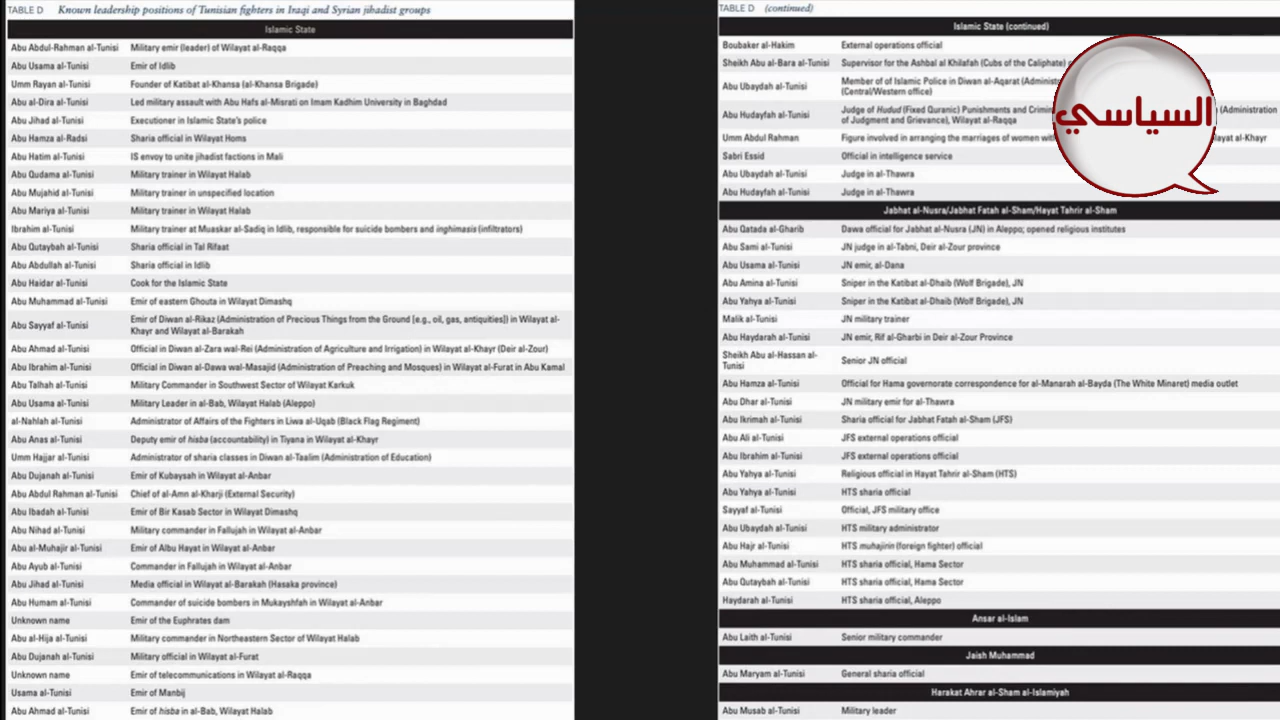 TABLE D Known leadership positions of Tunisian fighters in Iraqi and Syrian jihadist groups
Islamic State
Abu Abdul-Rahman al-Tunisi Military emir (leader) of Wilayat al-Raqqa
Abu Usama al-Tunisi Emir of Idlib
Umm Rayan al-Tunisi Founder of Katibat al-Khansa (al-Khansa Brigade)
Abu al-Dira al-Tunisi Led military assault with Abu Hafs al-Misrati on Imam Kadhim University in Baghdad
Abu Jihad al-Tunisi Executioner in Islamic State's police
Abu Hamza al-Radsi Sharia official in Wilayat Homs
Abu Hatim al-Tunisi IS envoy to unite jihadist factions in Mali
Abu Qudama al-Tunisi Military trainer in Wilayat Halab
Abu Mujahid al-Tunisi Military trainer in unspecified location
Abu Mariya al-Tunisi Military trainer in Wilayat Halab
Ibrahim al-Tunisi Military trainer at Muaskar al-Sadiq in Idlib, responsible for suicide bombers and inghimasis (infiltrators)
Abu Qutaybah al-Tunisi Sharia official in Tal Rifaat
Abu Abdullah al-Tunisi Sharia official in Idlib
Abu Haidar al-Tunisi Cook for the Islamic State
Abu Muhammad al-Tunisi Emir of eastern Ghouta in Wilayat Dimashq
Abu Sayyaf al-Tunisi Emir of Diwan al-Rikaz (Administration of Precious Things from the Ground [e.g., oil, gas, antiquities]) in Wilayat al-
Khayr and Wilayat al-Barakah
Abu Ahmad al-Tunisi Official in Diwan al-Zara wal-Rei (Administration of Agriculture and Irrigation) in Wilayat al-Khayr (Deir al-Zour)
Abu Ibrahim al-Tunisi Official in Diwan al-Dawa wal-Masajid (Administration of Preaching and Mosques) in Wilayat al-Furat in Abu Kamal
Abu Talhah al-Tunisi Military Commander in Southwest Sector of Wilayat Karkuk
Abu Usama al-Tunisi Military Leader in al-Bab, Wilayat Halab (Aleppo)
al-Nahlah al-Tunisi Administrator of Affairs of the Fighters in Liwa al-Uqab (Black Flag Regiment)
Abu Anas al-Tunisi Deputy emir of hisba (accountability) in Tiyana in Wilayat al-Khayr
Umm Hajjar al-Tunisi Administrator of sharia classes in Diwan al-Taalim (Administration of Education)
Abu Dujanah al-Tunisi Emir of Kubaysah in Wilayat al-Anbar
Abu Abdul Rahman al-Tunisi Chief of al-Amn al-Kharji (External Security)
Abu Ibadah al-Tunisi Emir of Bir Kasab Sector in Wilayat Dimashq
Abu Nihad al-Tunisi Military commander in Fallujah in Wilayat al-Anbar
Abu al-Muhajir al-Tunisi Emir of Albu Hayat in Wilayat al-Anbar
Abu Ayub al-Tunisi Commander in Fallujah in Wilayat al-Anbar
Abu Jihad al-Tunisi Media official in Wilayat al-Barakah (Hasaka province)
Abu Humam al-Tunisi Commander of suicide bombers in Mukayshfah in Wilayat al-Anbar
Unknown name Emir of the Euphrates dam
Abu al-Hija al-Tunisi Military commander in Northeastern Sector of Wilayat Halab
Abu Dujanah al-Tunisi Military official in Wilayat al-Furat
Unknown name Emir of telecommunications in Wilayat al-Raqqa
Usama al-Tunisi Emir of Manbij
Abu Ahmad al-Tunisi Emir of hisba in al-Bab, Wilayat Halab
TABLE D (continued)
Islamic State (continued)
Boubaker al-Hakim External operations official
Sheikh Abu al-Bara al-Tunisi Supervisor for the Ashbal al Khilafah (Cubs of the Caliphate)
Abu Ubaydah al-Tunisi Member of of Islamic Police in Diwan al-Aqarat
(Central/Western office)
Abu Hudayfah al-Tunisi Judge of Hudud (Fixed Quranic) Punishments and (Administration
of Judgment and Grievance), Wilayat al-Raqqa
Umm Abdul Rahman Figure involved in arranging the marriages of women al-Khayr
Sabri Essid Official in intelligence service
Abu Ubaydah al-Tunisi Judge in al-Thawra
Abu Hudayfah al-Tunisi Judge in al-Thawra
Jabhat al-Nusra/Jabhat Fatah al-Sham/Hayat Tahrir al-Sham
Abu Qatada al-Gharib Dawa official for Jabhat al-Nusra (JN) in Aleppo; opened religious institutes
Abu Sami al-Tunisi JN judge in al-Tabni, Deir al-Zour province
Abu Usama al-Tunisi JN emir, al-Dana
Abu Amina al-Tunisi Sniper in the Katibat al-Dhaib (Wolf Brigade), JN
Abu Yahya al-Tunisi Sniper in the Katibat al-Dhaib (Wolf Brigade), JN
Malik al-Tunisi JN military trainer
Abu Haydarah al-Tunisi JN emir, Rif al-Gharbi in Deir al-Zour Province
Sheikh Abu al-Hassan al-
Tunisi Senior JN official
Abu Hamza al-Tunisi Official for Hama governorate correspondence for al-Manarah al-Bayda (The White Minaret) media outlet
Abu Dhar al-Tunisi JN military emir for al-Thawra
Abu Ikrimah al-Tunisi Sharia official for Jabhat Fatah al-Sham (JFS)
Abu Ali al-Tunisi JFS external operations official
Abu Ibrahim al-Tunisi JFS external operations official
Abu Yahya al-Tunisi Religious official in Hayat Tahrir al-Sham (HTS)
Abu Yahya al-Tunisi HTS sharia official
Sayyaf al-Tunisi Official, JFS military office
Abu Ubaydah al-Tunisi HTS military administrator
Abu Hajr al-Tunisi HTS muhajirin (foreign fighter) official
Abu Muhammad al-Tunisi HTS sharia official, Hama Sector
Abu Qutaybah al-Tunisi HTS sharia official, Hama Sector
Haydarah al-Tunisi HTS sharia official, Aleppo
Ansar al-Islam
Abu Laith al-Tunisi Senior military commander
Jaish Muhammad
Abu Maryam al-Tunisi General sharia official
Harakat Ahrar al-Sham al-Islamiyah
Abu Musab al-Tunisi Military leader
السياسي